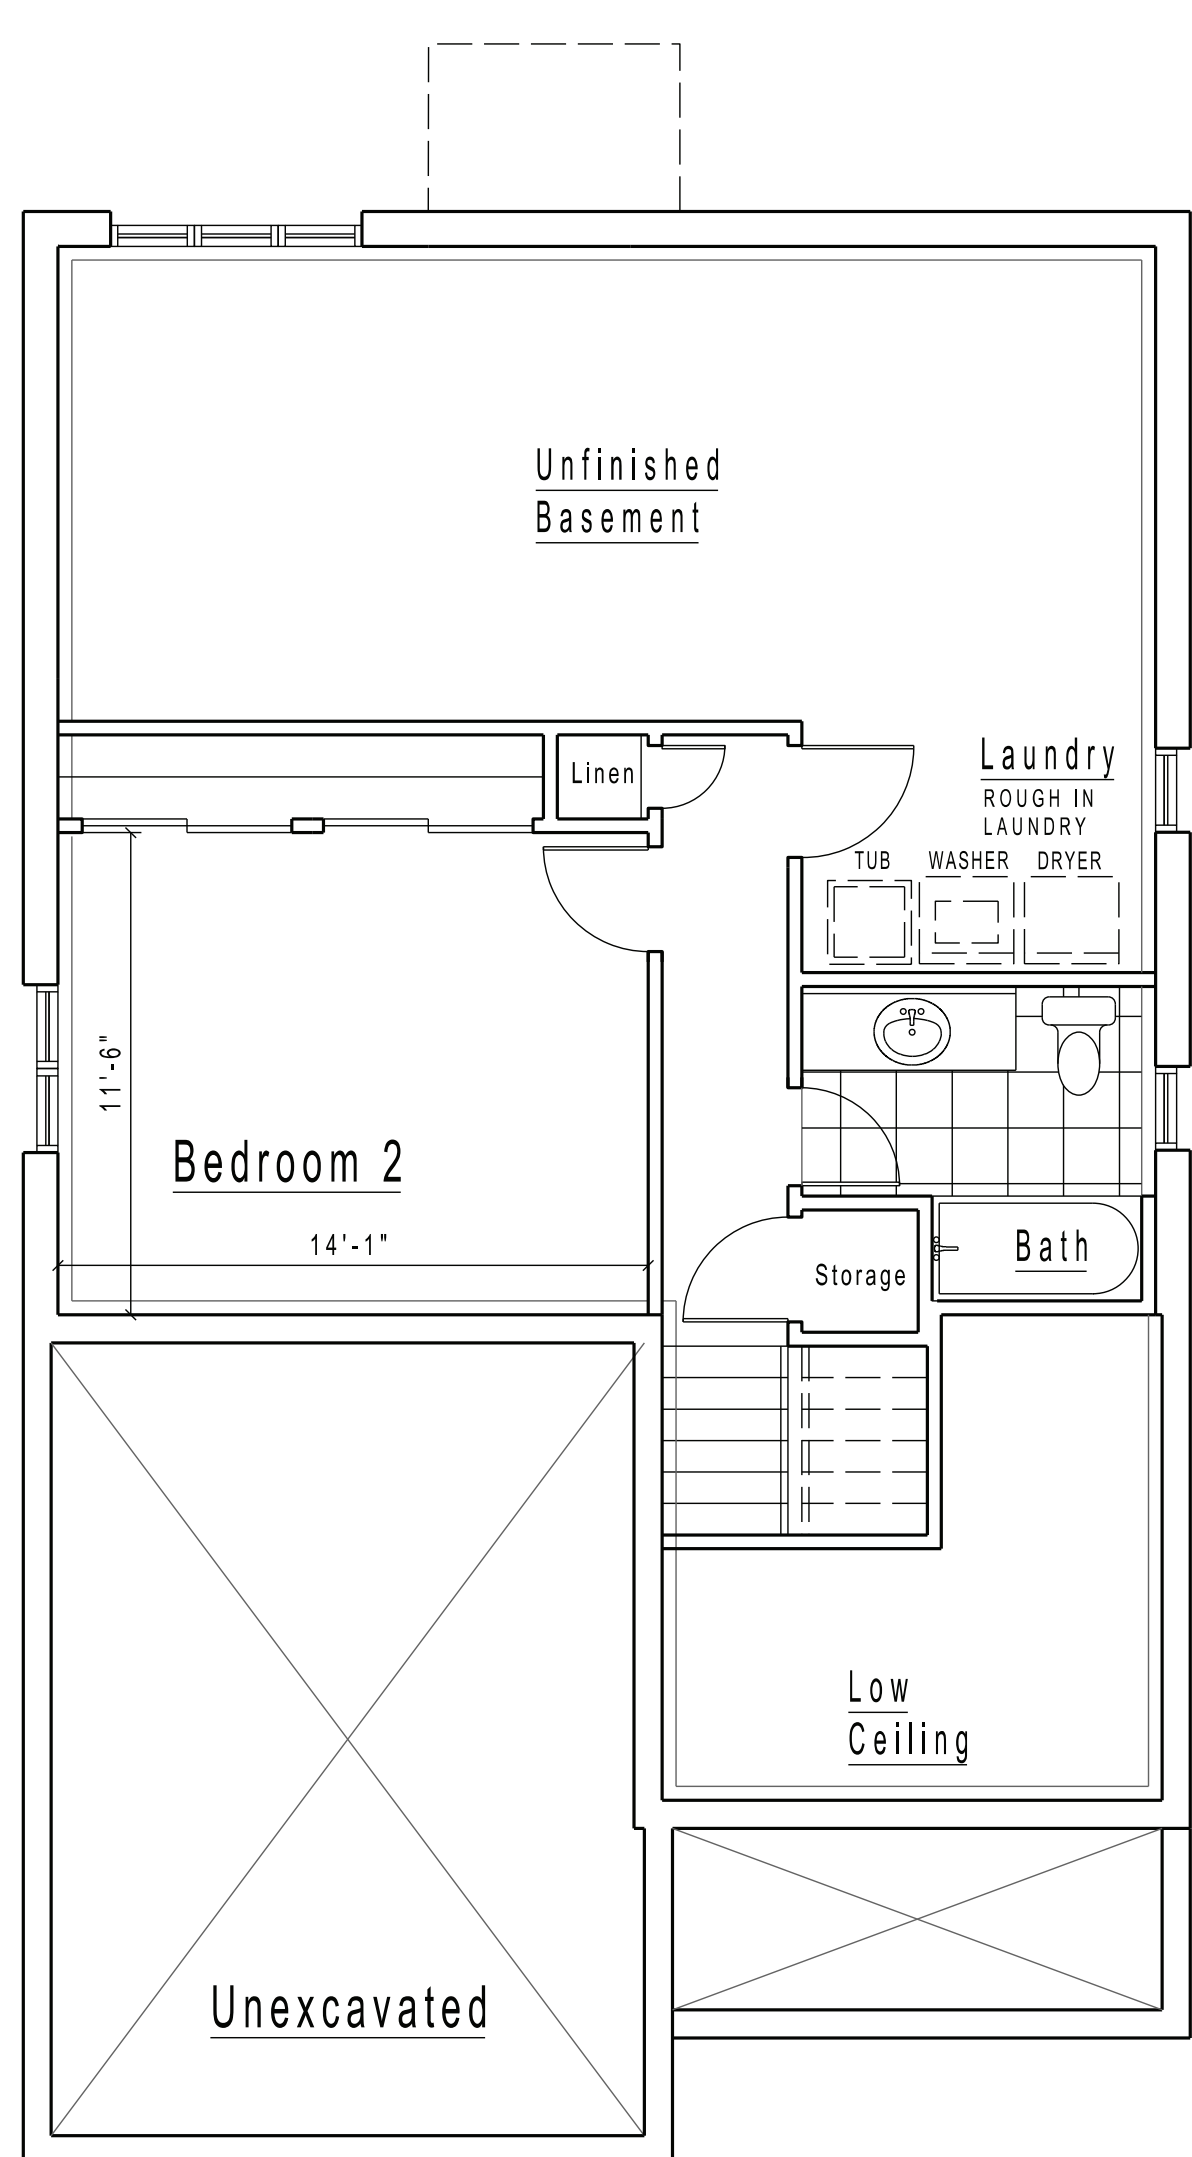 Unfinished
Basement
Laundry
ROUGH IN
LAUNDRY
Linen
TUB WASHER DRYER
11'-6"
Bedroom 2
14'-1"
Bath
Storage
Low
Ceiling
Unexcavated